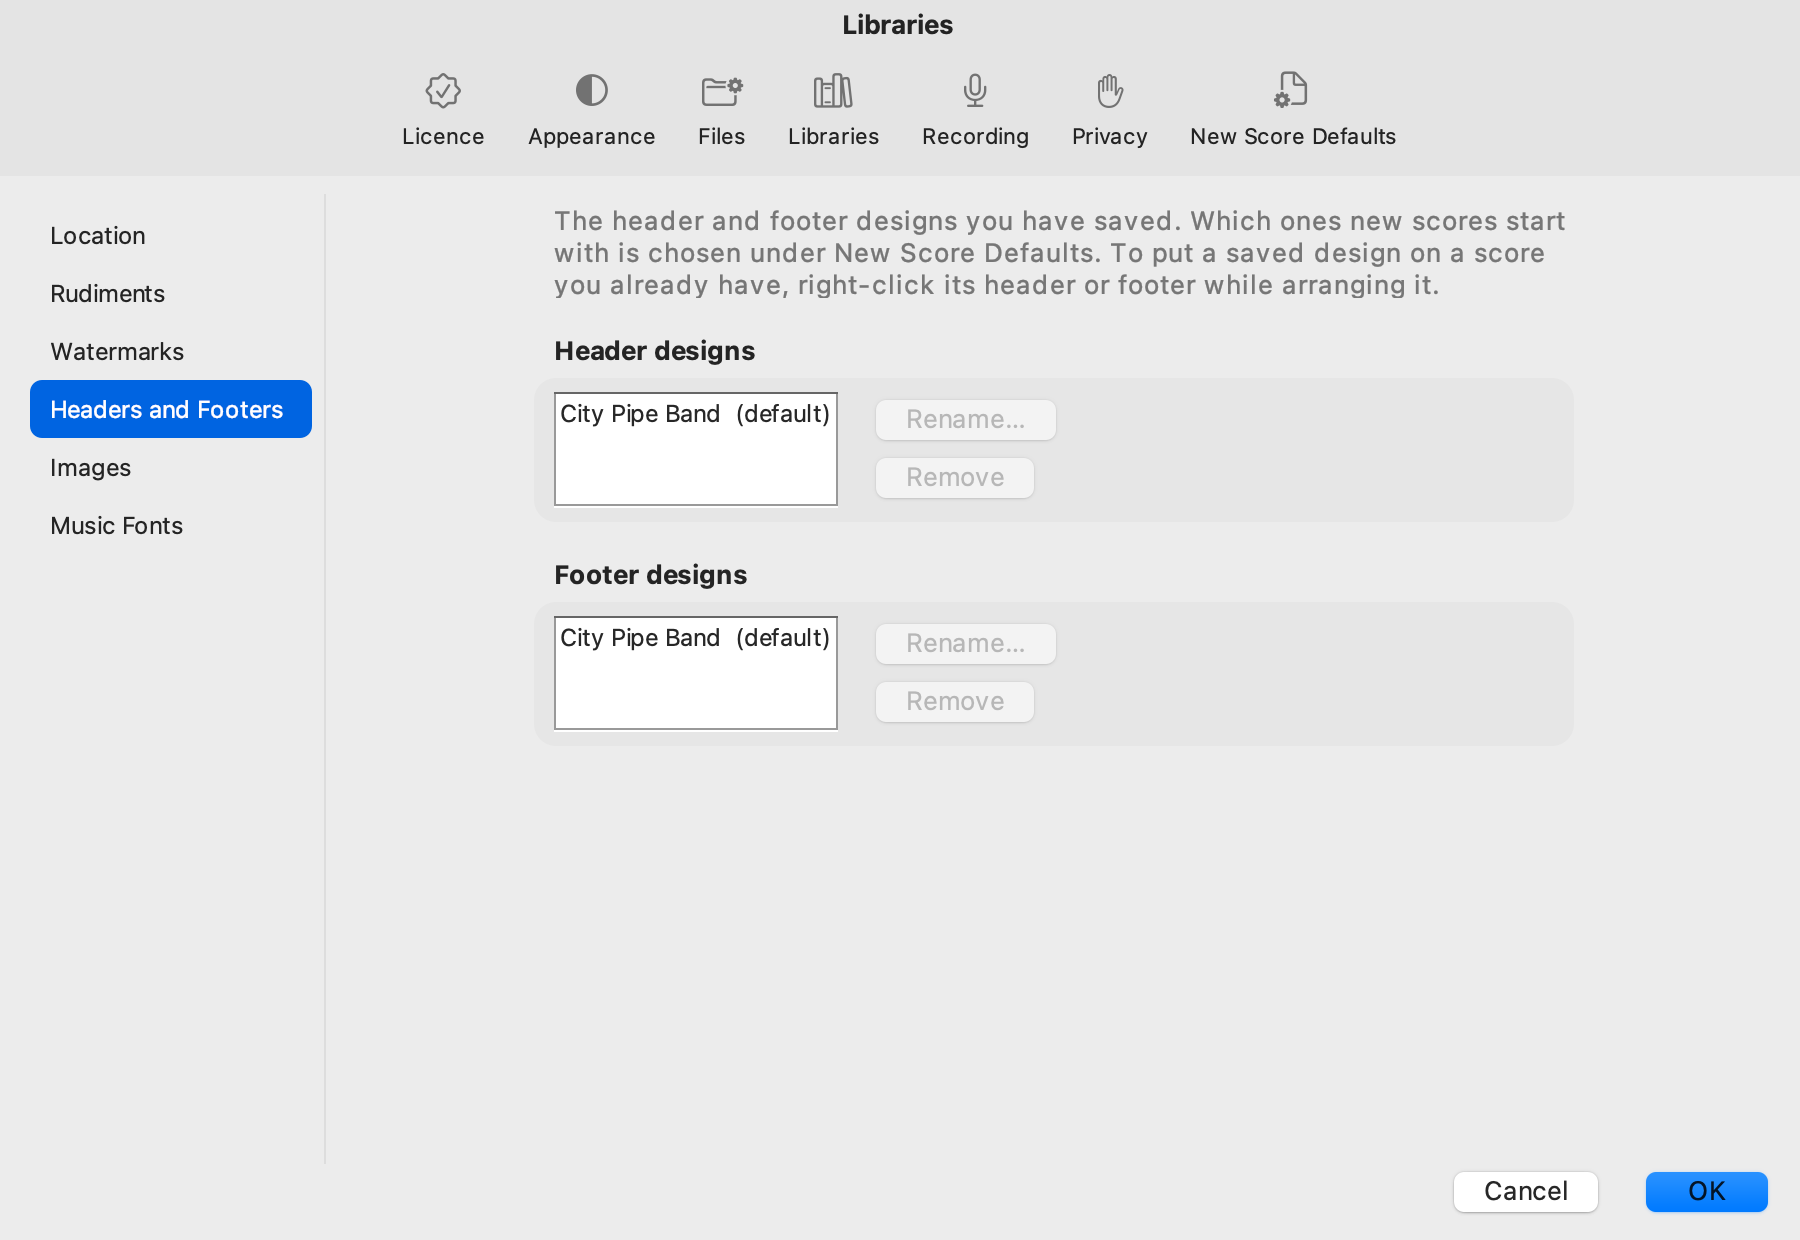 Libraries
Licence
Appearance
Files
Libraries
Recording
Privacy
New Score Defaults
Location
Rudiments
Watermarks
Headers and Footers
Images
Music Fonts
The header and footer designs you have saved. Which ones new scores start
with is chosen under New Score Defaults. To put a saved design on a score
you already have, right-click its header or footer while arranging it.
Header designs
City Pipe Band (default)
Rename...
Remove
Footer designs
City Pipe Band (default)
Rename...
Remove
Cancel
OK